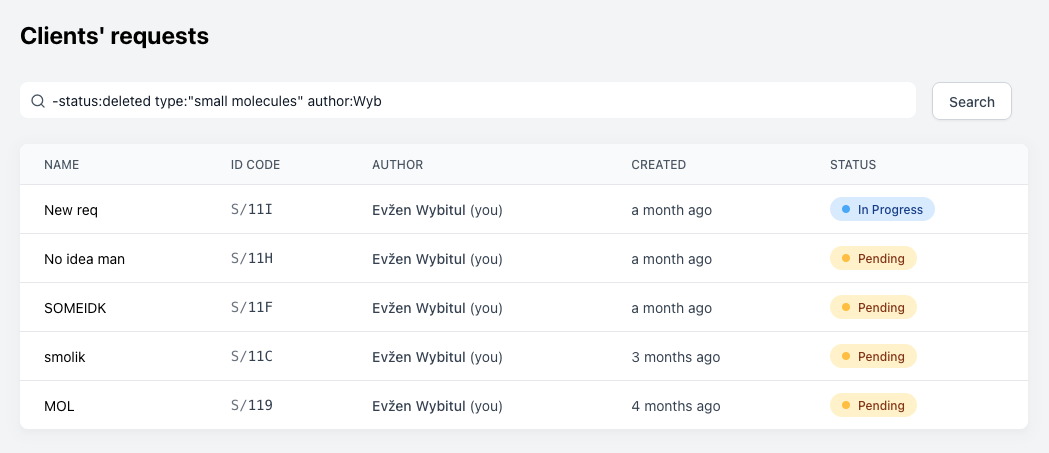 Clients' requests
-status:deleted type:"small molecules" author:Wyb
Search
NAME ID CODE AUTHOR CREATED STATUS
New req S/11I Evžen Wybitul (you) a month ago In Progress
No idea man S/11H Evžen Wybitul (you) a month ago Pending
SOMEIDK S/11F Evžen Wybitul (you) a month ago Pending
smolik S/11C Evžen Wybitul (you) 3 months ago Pending
MOL S/119 Evžen Wybitul (you) 4 months ago Pending